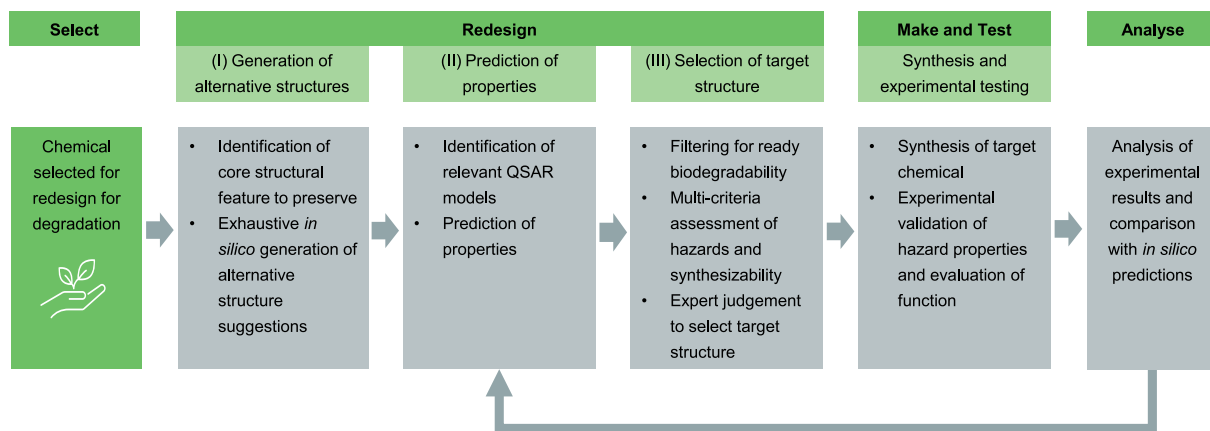 Select
Redesign
Make and Test
Analyse
(I) Generation of
alternative structures
(II) Prediction of
properties
(III) Selection of target
structure
Synthesis and
experimental testing
Chemical
selected for
redesign for
degradation
• Identification of
core structural
feature to preserve
• Exhaustive in
silico generation of
alternative
structure
suggestions
• Identification of
relevant QSAR
models
• Prediction of
properties
• Filtering for ready
biodegradability
• Multi-criteria
assessment of
hazards and
synthesizability
• Expert judgement
to select target
structure
• Synthesis of target
chemical
• Experimental
validation of
hazard properties
and evaluation of
function
Analysis of
experimental
results and
comparison
with in silico
predictions